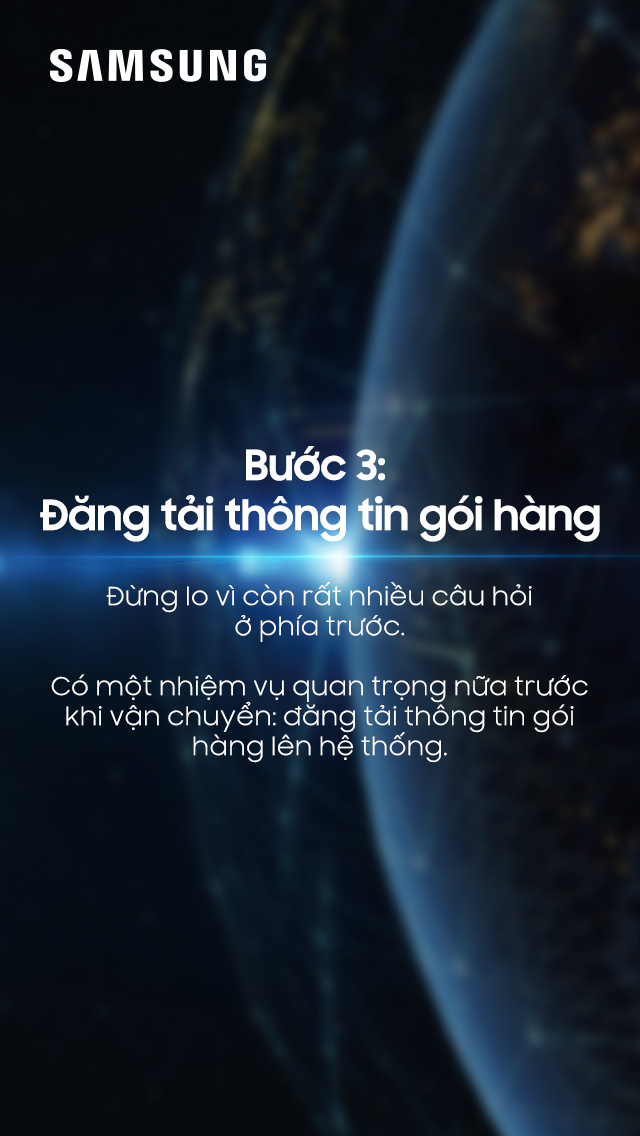 SAMSUNG
Bước 3:
Đăng tải thông tin gói hàng
Đừng lo vì còn rất nhiều câu hỏi
ở phía trước.
Có một nhiệm vụ quan trọng nữa trước
khi vận chuyển: đăng tải thông tin gói
hàng lên hệ thống.